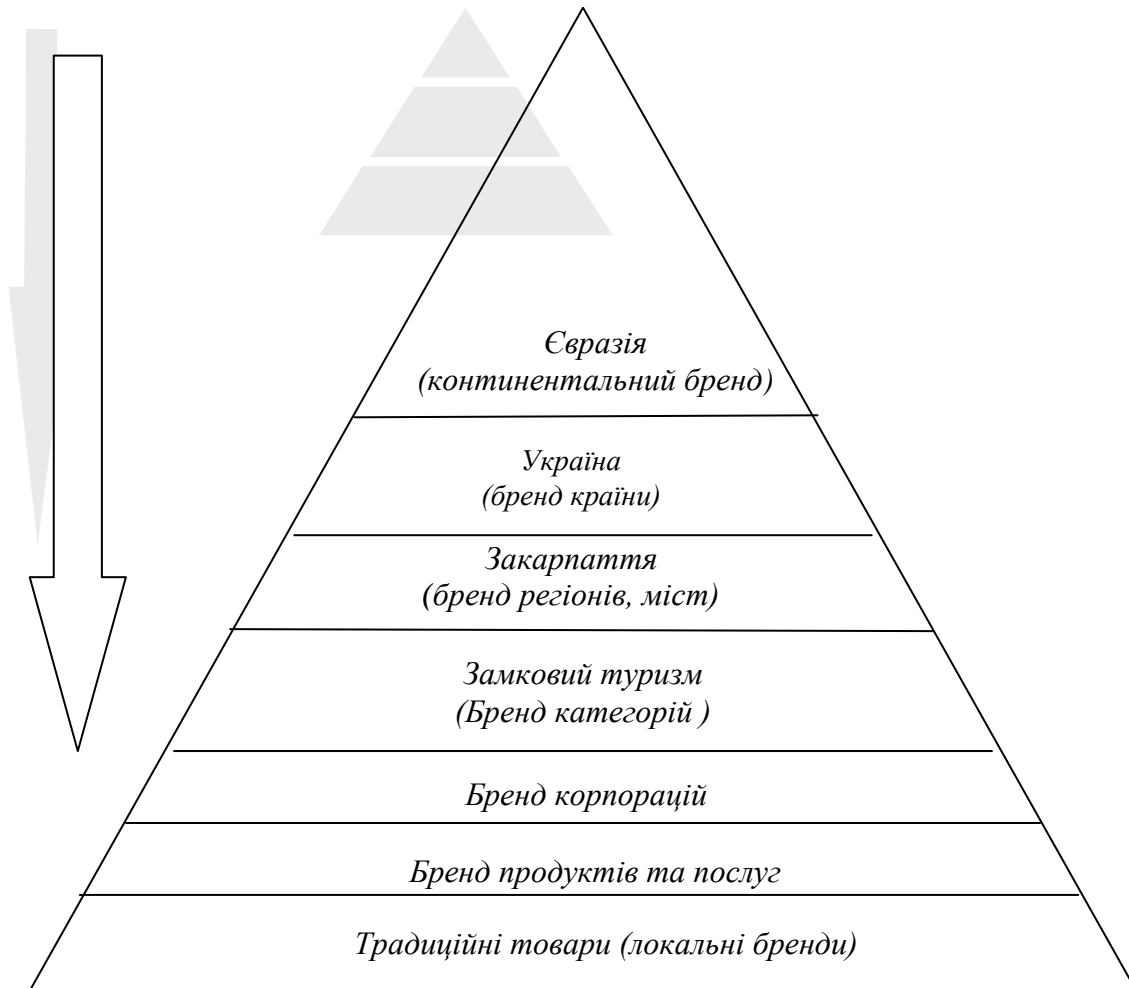 Євразія
(континентальний бренд)
Україна
(бренд країни)
Закарпаття
(бренд регіонів, міст)
Замковий туризм
(Бренд категорій )
Бренд корпорацій
Бренд продуктів та послуг
Традиційні товари (локальні бренди)